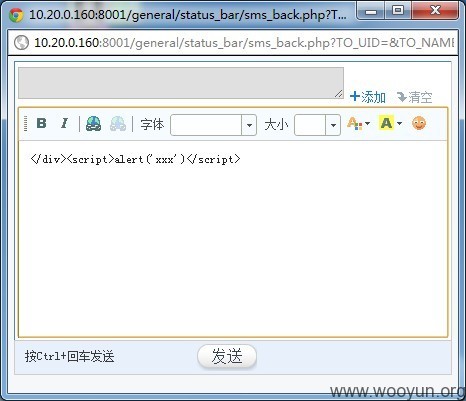 10.20.0.160:8001/general/status_bar/sms_back.php?T...
10.20.0.160:8001/general/status_bar/sms_back.php?TO_UID=&TO_NAME
+添加 清空
B I 字体 大小 A A
</div><script>alert('xxx')</script>
按Ctrl+回车发送 发送
www.wooyun.org